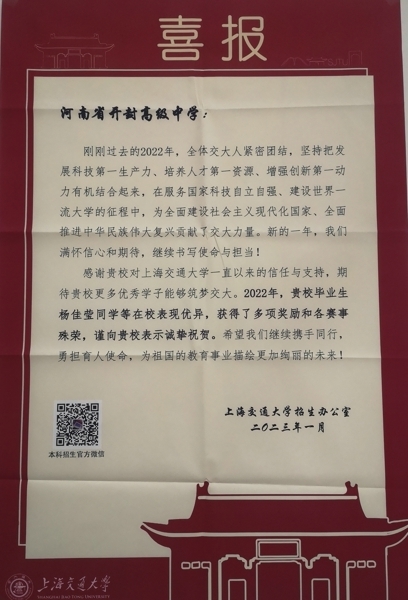 喜报
河南省开封高级中学：
刚刚过去的2022年，全体交大人紧密团结，坚持把发
展科技第一生产力、培养人才第一资源、增强创新第一动
力有机结合起来，在服务国家科技自立自强、建设世界一
流大学的征程中，为全面建设社会主义现代化国家、全面
推进中华民族伟大复兴贡献了交大力量。新的一年，我们
满怀信心和期待，继续书写使命与担当！
感谢贵校对上海交通大学一直以来的信任与支持，期
待贵校更多优秀学子能够筑梦交大。2022年，贵校毕业生
杨佳莹同学等在校表现优异，获得了多项奖励和各赛事
殊荣，谨向贵校表示诚挚祝贺。希望我们继续携手同行，
勇担育人使命，为祖国的教育事业描绘更加绚丽的未来！
上海交通大学招生办公室
二〇二三年一月
本科招生官方微信
上海交通大学
SHANGHAI JIAO TONG UNIVERSITY